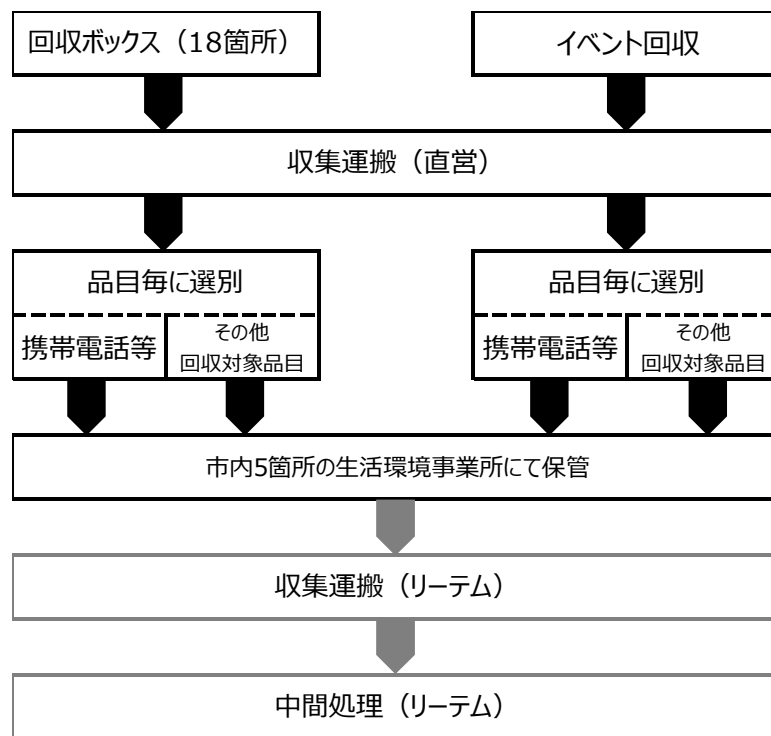 回収ボックス（18箇所）
イベント回収
収集運搬（直営）
品目毎に選別
携帯電話等
その他
回収対象品目
品目毎に選別
携帯電話等
その他
回収対象品目
市内5箇所の生活環境事業所にて保管
収集運搬（リーテム）
中間処理（リーテム）